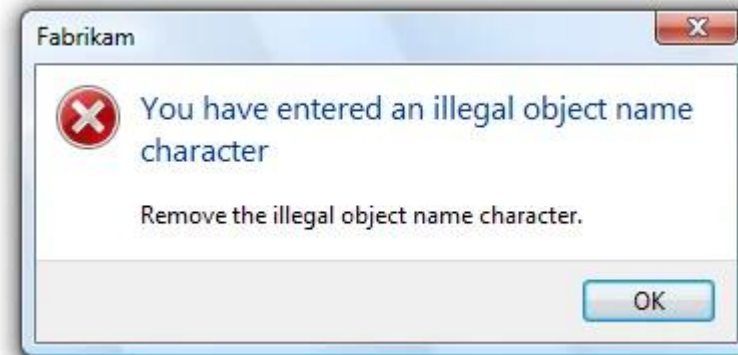 Fabrikam
You have entered an illegal object name
character
Remove the illegal object name character.
OK